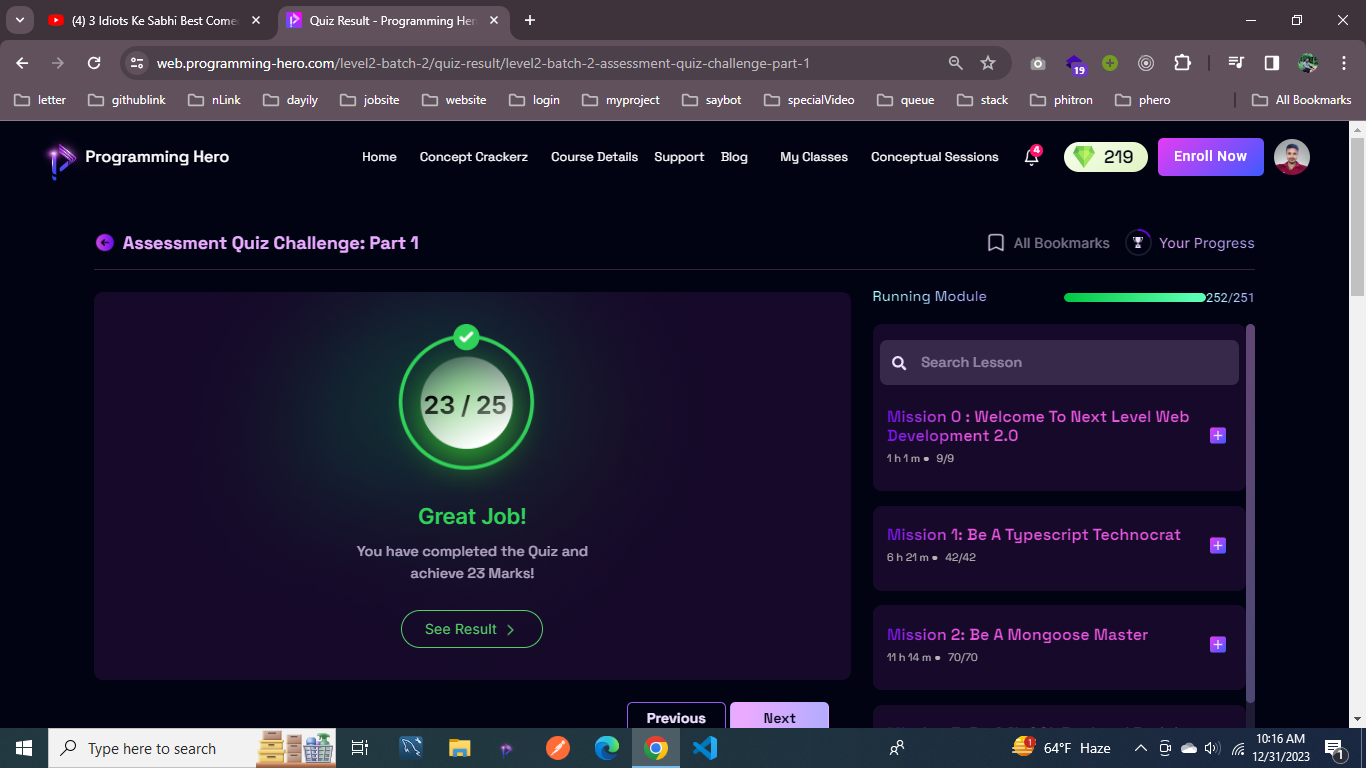 (4) 3 Idiots Ke Sabhi Best Come
Quiz Result - Programming Her
web.programming-hero.com/level2-batch-2/quiz-result/level2-batch-2-assessment-quiz-challenge-part-1
19
letter
githublink
nLink
dayily
jobsite
website
login
myproject
saybot
specialVideo
queue
stack
phitron
phero
All Bookmarks
Programming Hero
Home
Concept Crackerz
Course Details
Support
Blog
My Classes
Conceptual Sessions
4
219
Enroll Now
Assessment Quiz Challenge: Part 1
All Bookmarks
Your Progress
23 / 25
Great Job!
You have completed the Quiz and
achieve 23 Marks!
See Result
Previous
Next
Running Module
252/251
Search Lesson
Mission 0 : Welcome To Next Level Web
Development 2.0
1 h 1 m • 9/9
Mission 1: Be A Typescript Technocrat
6 h 21 m • 42/42
Mission 2: Be A Mongoose Master
11 h 14 m • 70/70
Type here to search
1
64°F Haze
10:16 AM
12/31/2023
1